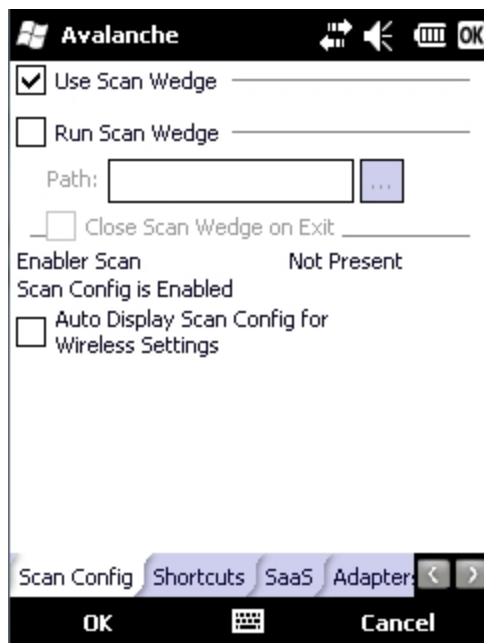 Avalanche OK
Use Scan Wedge
Run Scan Wedge
Path: ...
Close Scan Wedge on Exit
Enabler Scan Not Present
Scan Config is Enabled
Auto Display Scan Config for
Wireless Settings
Scan Config Shortcuts SaaS Adapter
OK Cancel